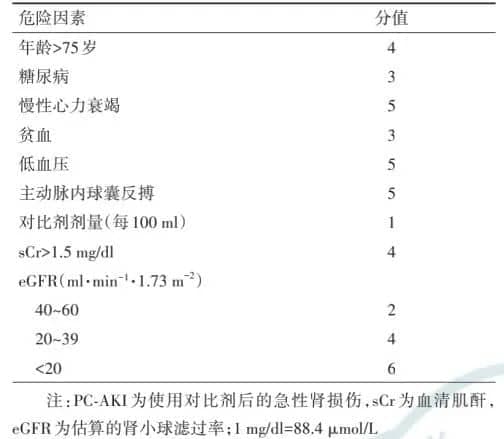 危险因素 分值
年龄>75岁 4
糖尿病 3
慢性心力衰竭 5
贫血 3
低血压 5
主动脉内球囊反搏 5
对比剂剂量(每100 ml) 1
sCr>1.5 mg/dl 4
eGFR(ml·min⁻¹·1.73 m⁻²)
40~60 2
20~39 4
<20 6
注:PC-AKI为使用对比剂后的急性肾损伤,sCr为血清肌酐,
eGFR为估算的肾小球滤过率;1 mg/dl=88.4 μmol/L